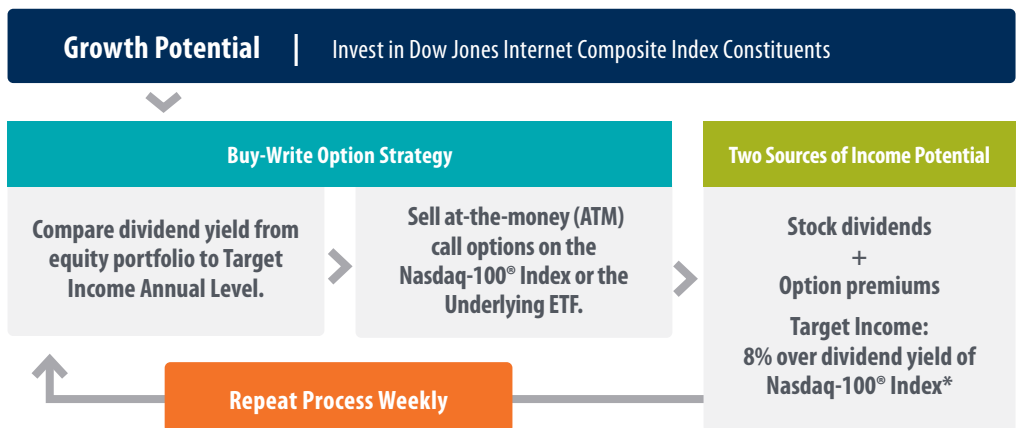 Growth Potential | Invest in Dow Jones Internet Composite Index Constituents
Buy-Write Option Strategy
Compare dividend yield from
equity portfolio to Target
Income Annual Level.
Sell at-the-money (ATM)
call options on the
Nasdaq-100® Index or the
Underlying ETF.
Two Sources of Income Potential
Stock dividends
+
Option premiums
Target Income:
8% over dividend yield of
Nasdaq-100® Index*
Repeat Process Weekly